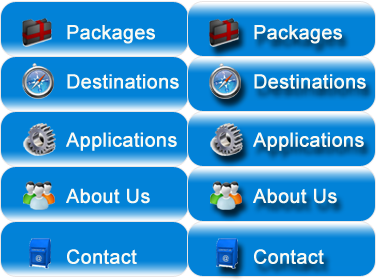 Packages Packages
Destinations Destinations
Applications Applications
About Us About Us
Contact Contact